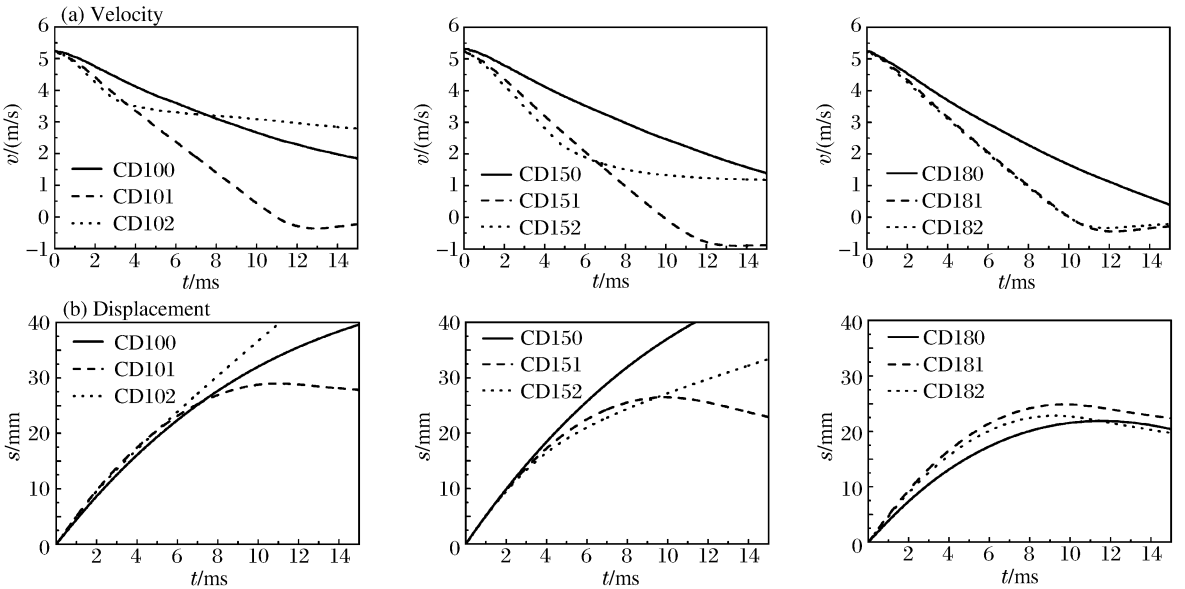 (a) Velocity
6
5
4
3
2
1
0
−1
v/(m/s)
CD100
CD101
CD102
0 2 4 6 8 10 12 14
t/ms
6
5
4
3
2
1
0
−1
v/(m/s)
CD150
CD151
CD152
0 2 4 6 8 10 12 14
t/ms
6
5
4
3
2
1
0
−1
v/(m/s)
CD180
CD181
CD182
0 2 4 6 8 10 12 14
t/ms
(b) Displacement
40
30
20
10
0
s/mm
CD100
CD101
CD102
2 4 6 8 10 12 14
t/ms
40
30
20
10
0
s/mm
CD150
CD151
CD152
2 4 6 8 10 12 14
t/ms
40
30
20
10
0
s/mm
CD180
CD181
CD182
2 4 6 8 10 12 14
t/ms